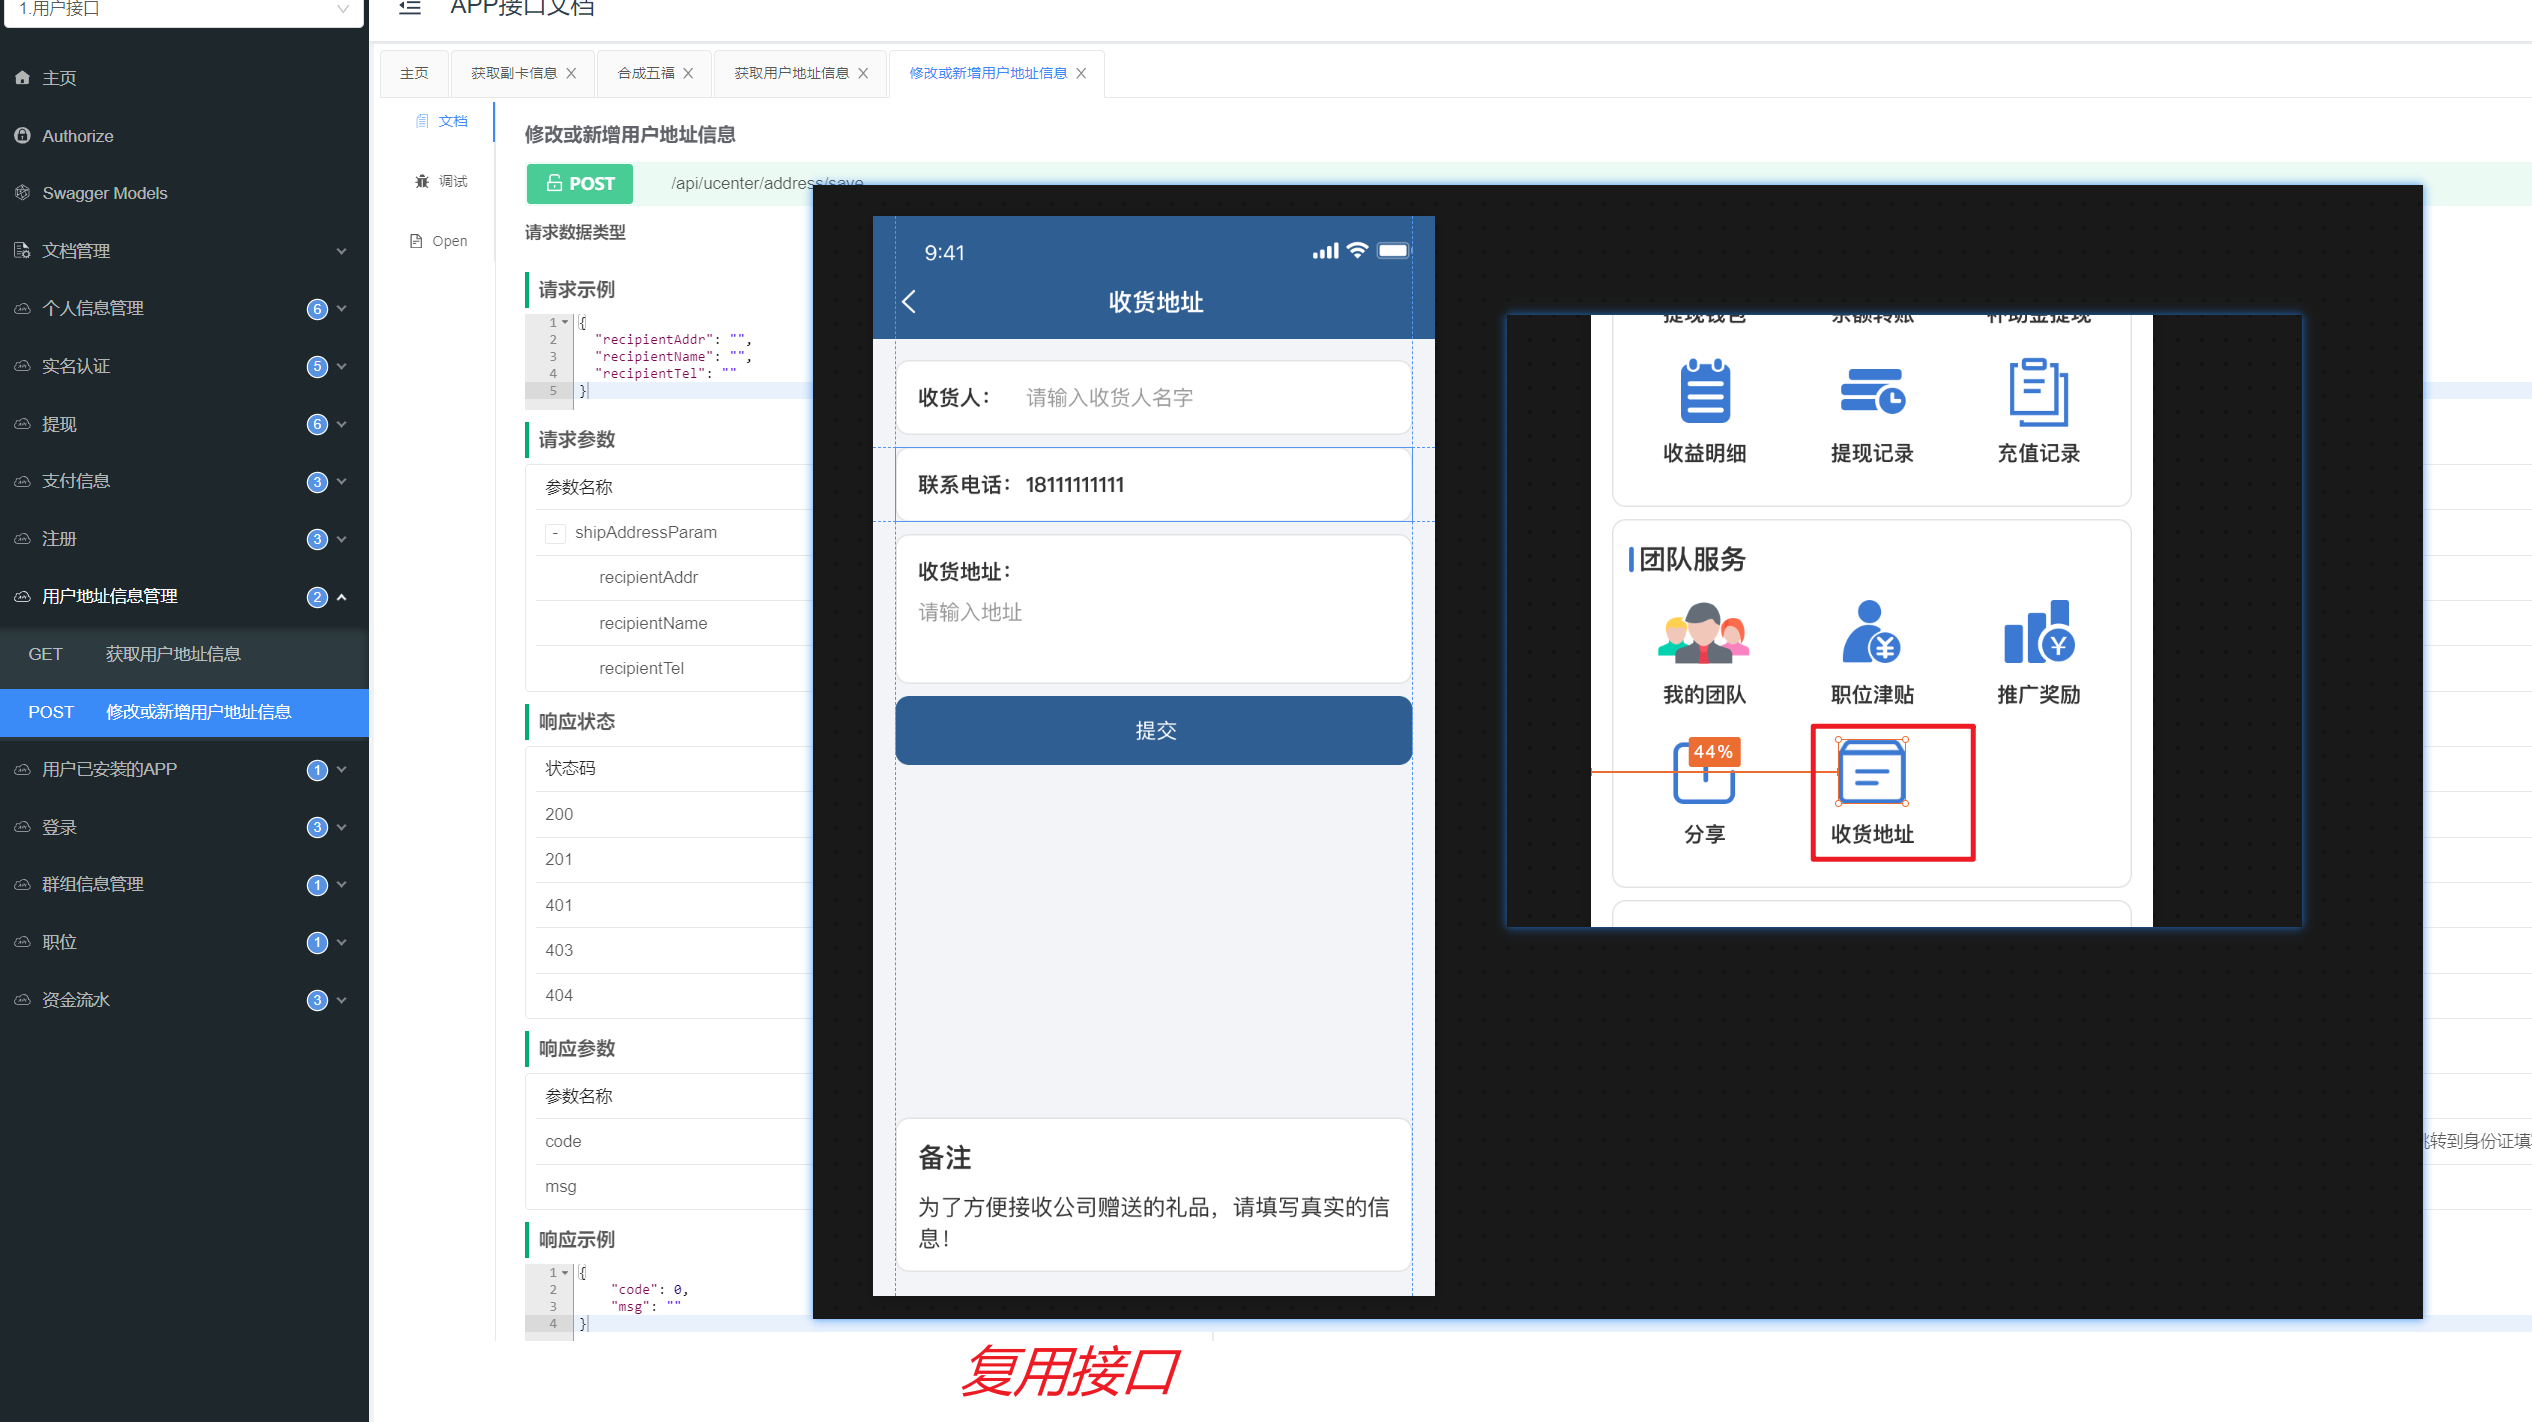 1.用户接口
主页
Authorize
Swagger Models
文档管理
个人信息管理 6
实名认证 5
提现 6
支付信息 3
注册 3
用户地址信息管理 2
GET 获取用户地址信息
POST 修改或新增用户地址信息
用户已安装的APP 1
登录 3
群组信息管理 1
职位 1
资金流水 3
APP接口文档
主页 获取副卡信息 合成五福 获取用户地址信息 修改或新增用户地址信息
文档
调试
Open
修改或新增用户地址信息
POST /api/ucenter/address/save
请求数据类型
请求示例
1 {
2 "recipientAddr": "",
3 "recipientName": "",
4 "recipientTel": ""
5 }
请求参数
参数名称
- shipAddressParam
recipientAddr
recipientName
recipientTel
响应状态
状态码
200
201
401
403
404
响应参数
参数名称
code
msg
响应示例
1 {
2 "code": 0,
3 "msg": ""
4 }
9:41
收货地址
收货人： 请输入收货人名字
联系电话： 18111111111
收货地址：
请输入地址
提交
备注
为了方便接收公司赠送的礼品，请填写真实的信
息！
提现钱包 余额转账 补助金提现
收益明细 提现记录 充值记录
团队服务
我的团队 职位津贴 推广奖励
44%
分享 收货地址
转到身份证填
复用接口